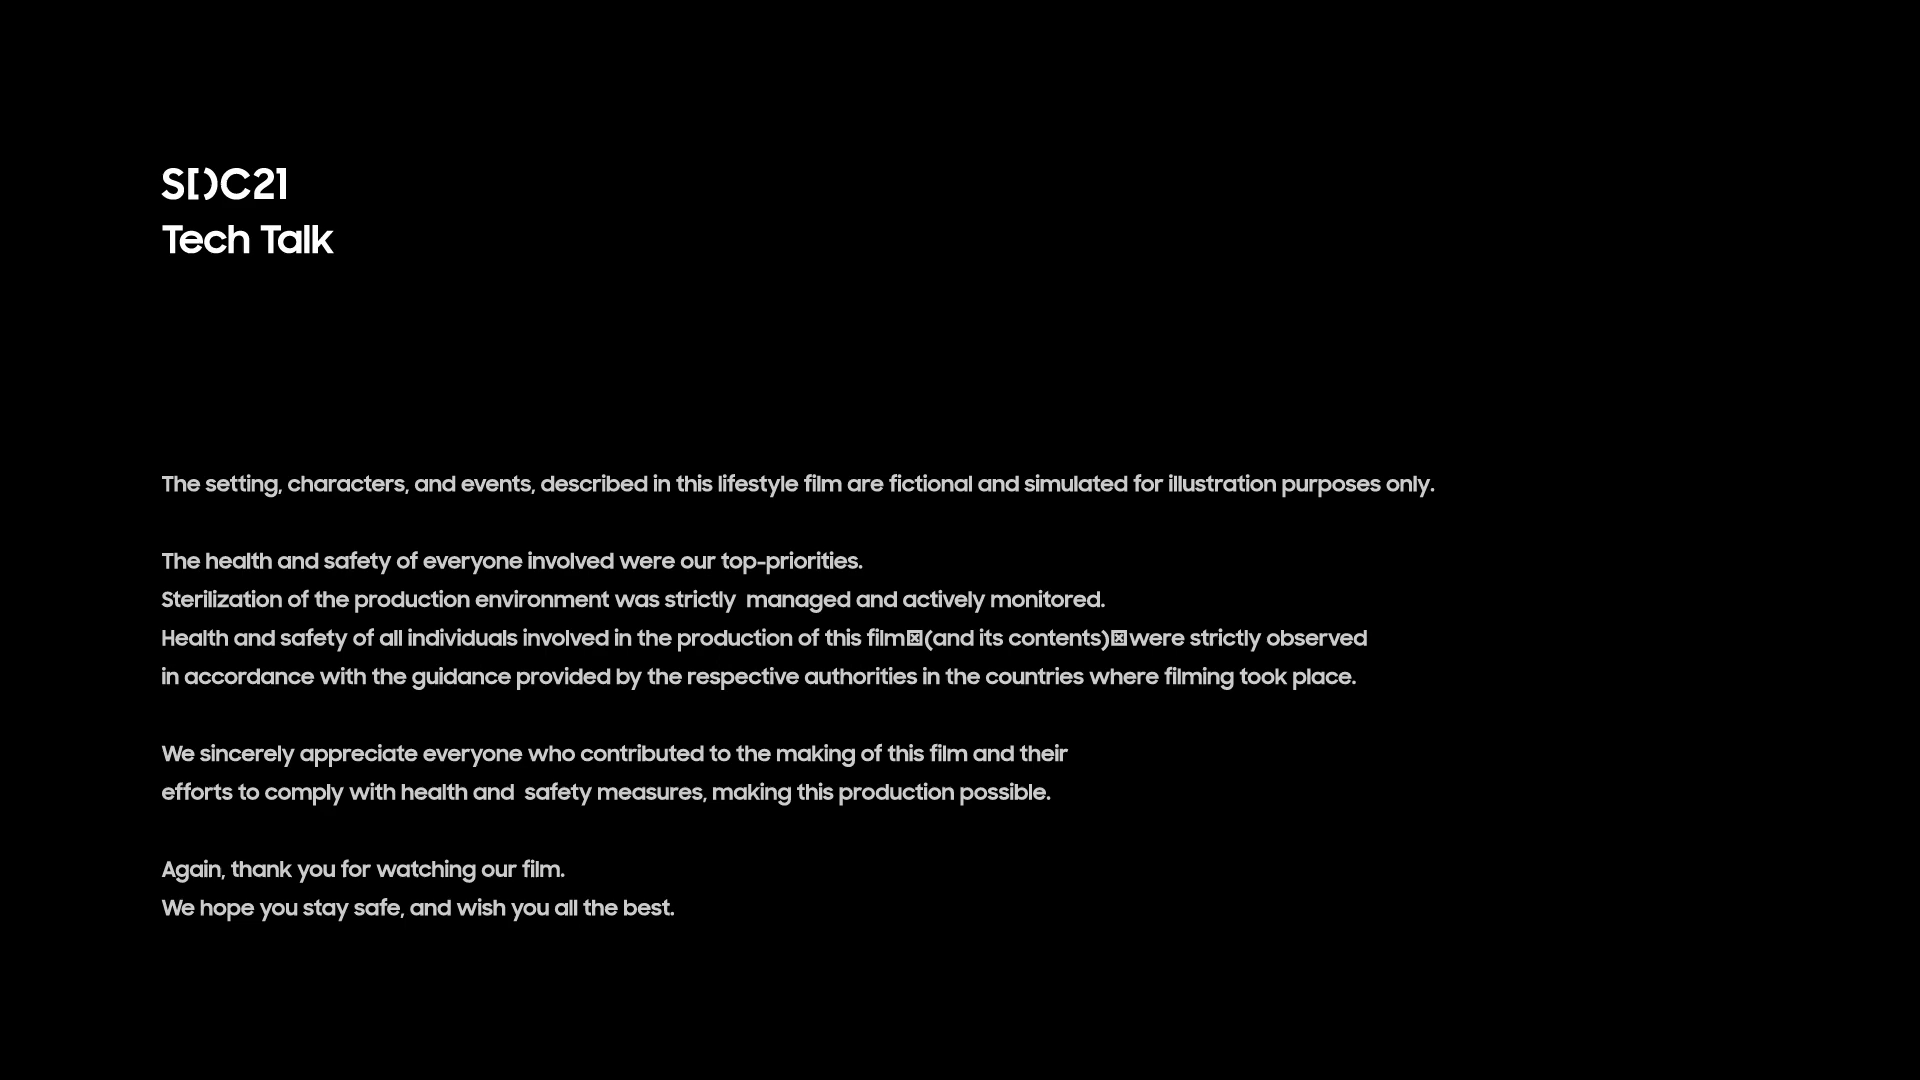 SDC21
Tech Talk
The setting, characters, and events, described in this lifestyle film are fictional and simulated for illustration purposes only.
The health and safety of everyone involved were our top-priorities.
Sterilization of the production environment was strictly  managed and actively monitored.
Health and safety of all individuals involved in the production of this film☒(and its contents)☒were strictly observed
in accordance with the guidance provided by the respective authorities in the countries where filming took place.
We sincerely appreciate everyone who contributed to the making of this film and their
efforts to comply with health and  safety measures, making this production possible.
Again, thank you for watching our film.
We hope you stay safe, and wish you all the best.